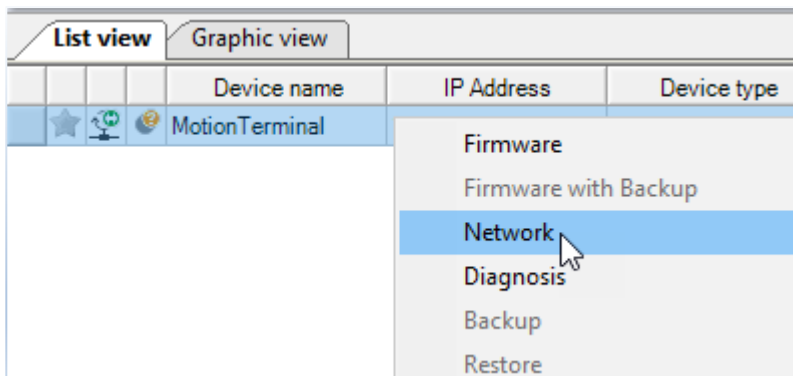 List view Graphic view
Device name IP Address Device type
MotionTerminal
Firmware
Firmware with Backup
Network
Diagnosis
Backup
Restore